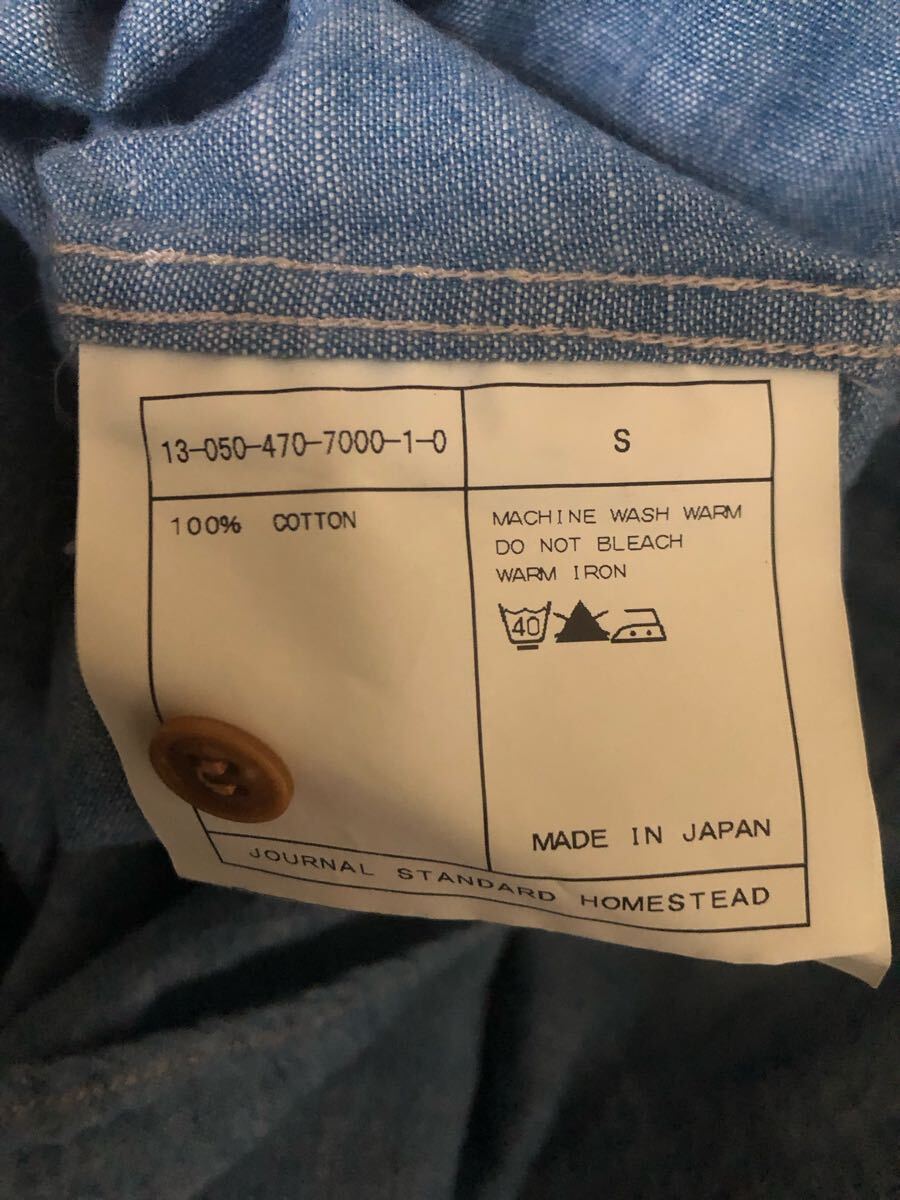 13-050-470-7000-1-0
S
100% COTTON
MACHINE WASH WARM
DO NOT BLEACH
WARM IRON
40
MADE IN JAPAN
JOURNAL STANDARD HOMESTEAD